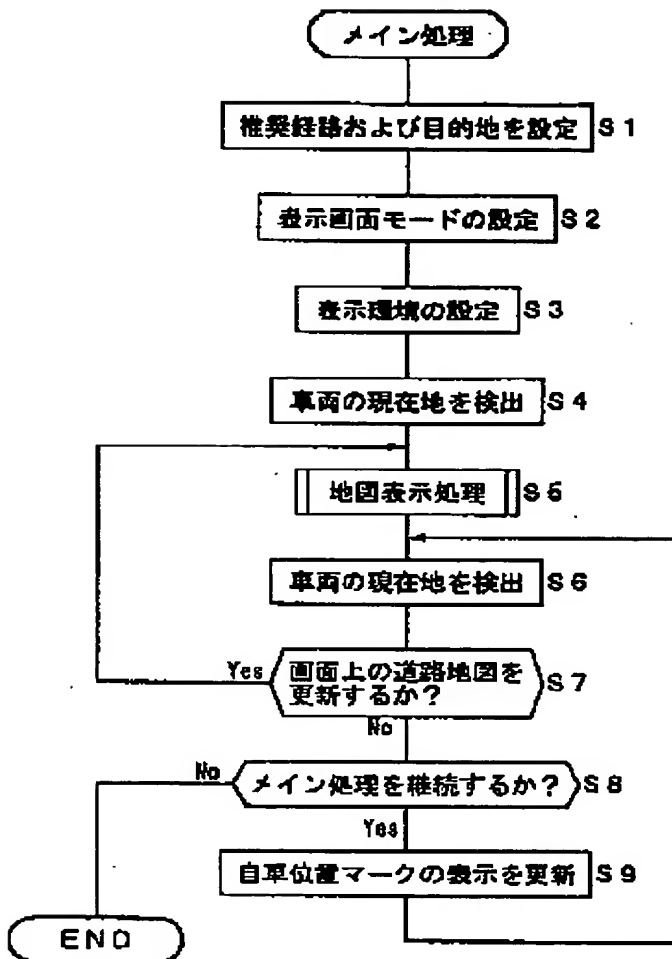 メイン処理
推奨経路および目的地を設定 S1
表示画面モードの設定 S2
表示環境の設定 S3
車両の現在地を検出 S4
地図表示処理 S5
車両の現在地を検出 S6
Yes 画面上の道路地図を
更新するか? S7
No
No メイン処理を継続するか? S8
Yes
自車位置マークの表示を更新 S9
END